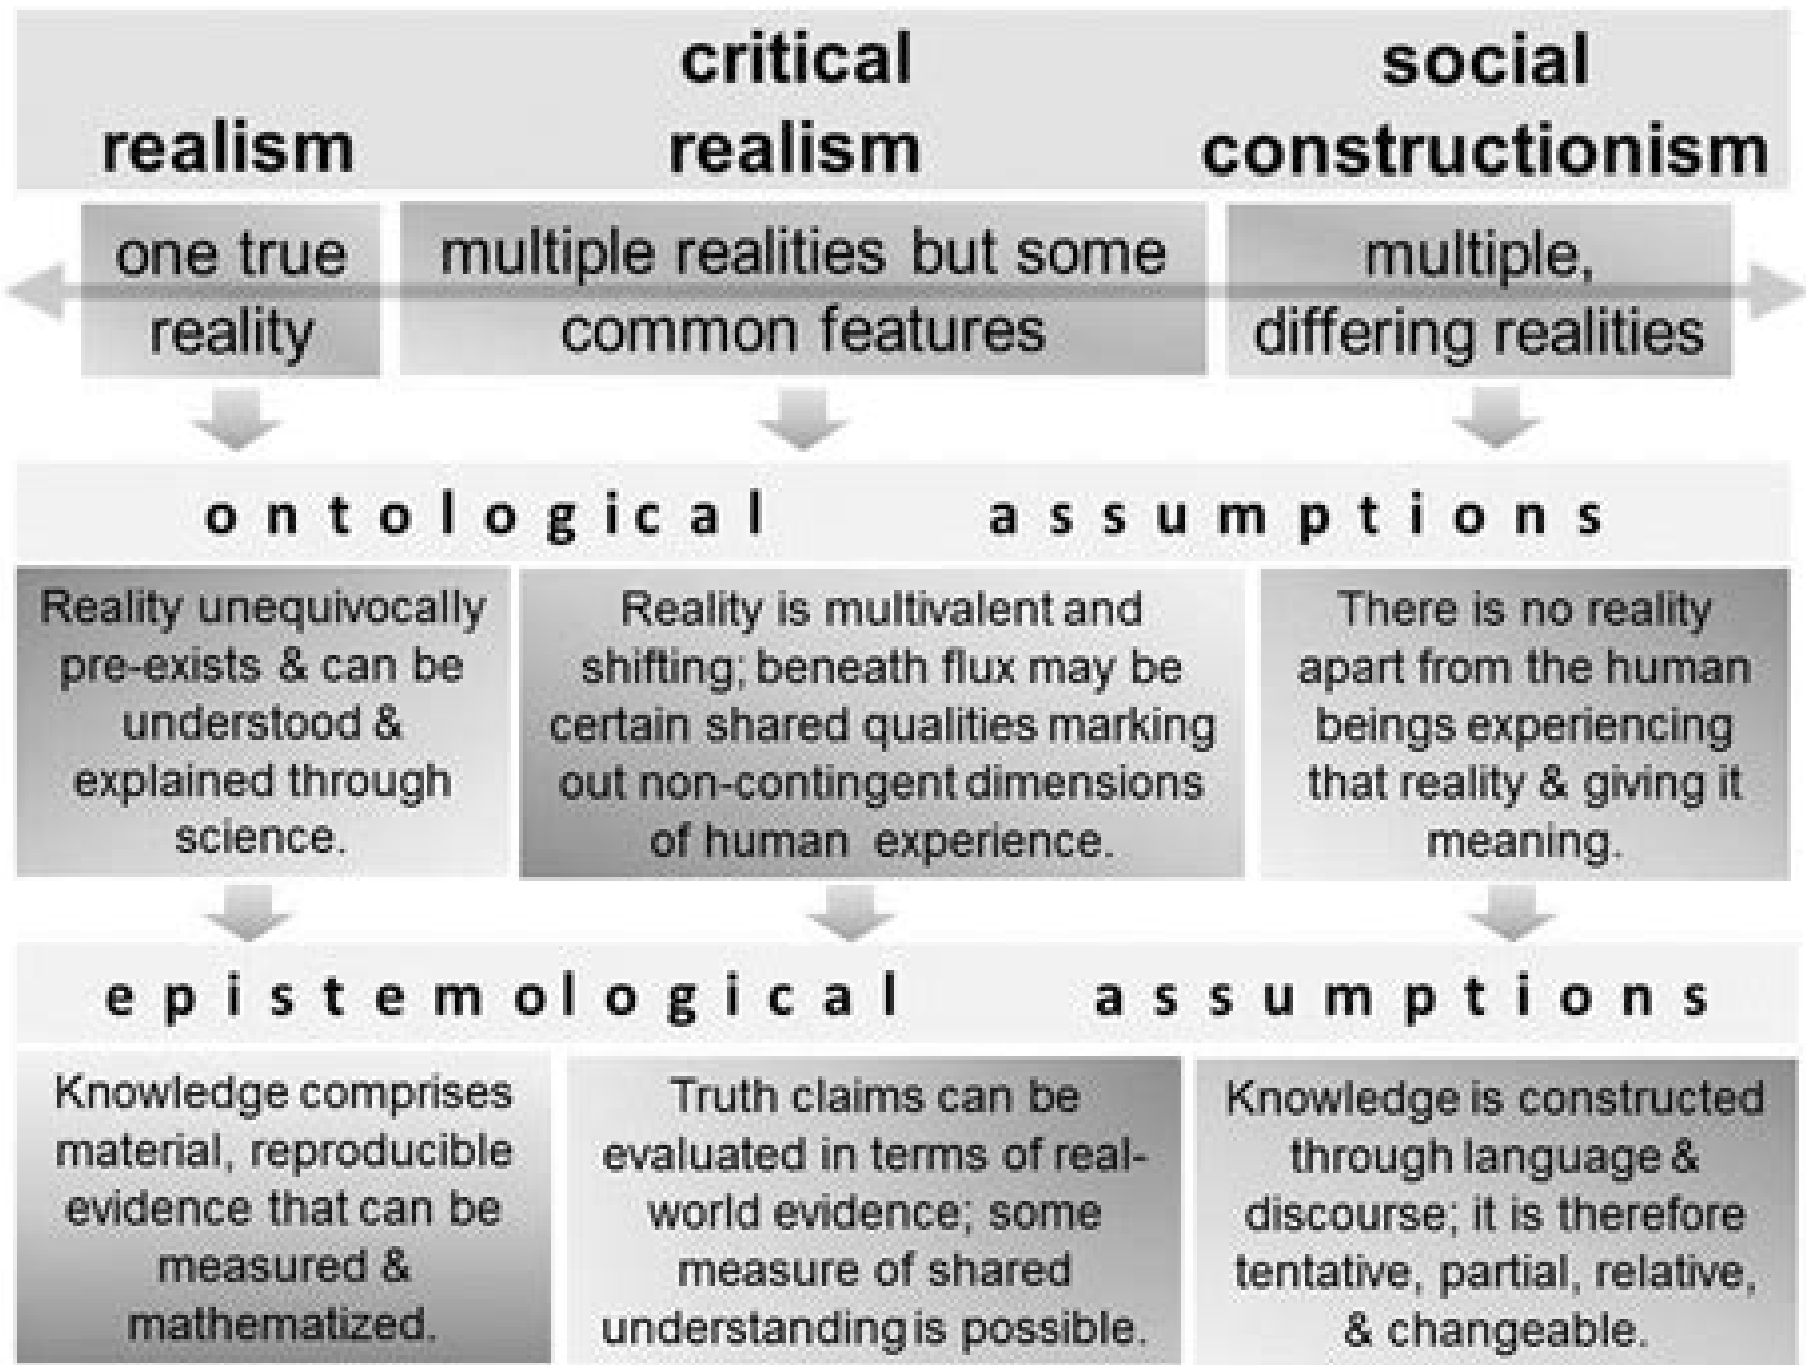 realism
critical
realism
social
constructionism
one true
reality
multiple realities but some
common features
multiple,
differing realities
ontological assumptions
Reality unequivocally
pre-exists & can be
understood &
explained through
science.
Reality is multivalent and
shifting; beneath flux may be
certain shared qualities marking
out non-contingent dimensions
of human experience.
There is no reality
apart from the human
beings experiencing
that reality & giving it
meaning.
epistemological assumptions
Knowledge comprises
material, reproducible
evidence that can be
measured &
mathematized.
Truth claims can be
evaluated in terms of real-
world evidence; some
measure of shared
understanding is possible.
Knowledge is constructed
through language &
discourse; it is therefore
tentative, partial, relative,
& changeable.